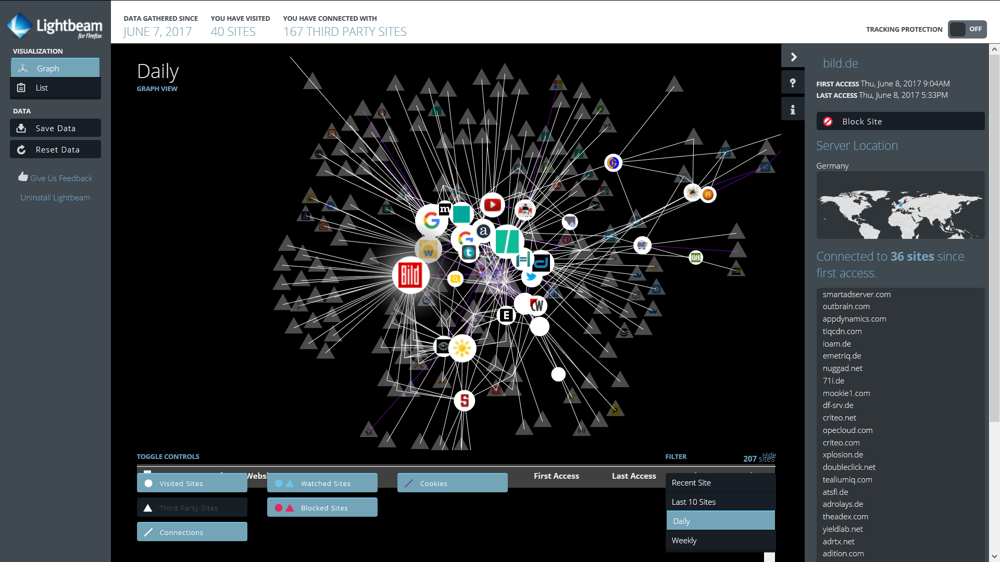 Lightbeam
for Firefox
VISUALIZATION
Graph
List
DATA
Save Data
Reset Data
Give Us Feedback
Uninstall Lightbeam
DATA GATHERED SINCE
JUNE 7, 2017
YOU HAVE VISITED
40 SITES
YOU HAVE CONNECTED WITH
167 THIRD PARTY SITES
TRACKING PROTECTION OFF
Daily
GRAPH VIEW
W3
G
m
a
G
t
Bild
KMK
CW
E
S
TOGGLE CONTROLS
Visited Sites
Third Party Sites
Connections
Watched Sites
Blocked Sites
Cookies
First Access
Last Access
FILTER
207 sites
Hide
Recent Site
Last 10 Sites
Daily
Weekly
bild.de
FIRST ACCESS Thu, June 8, 2017 9:04AM
LAST ACCESS Thu, June 8, 2017 5:33PM
Block Site
Server Location
Germany
Connected to 36 sites since
first access.
smartadserver.com
outbrain.com
appdynamics.com
tiqcdn.com
ioam.de
emetriq.de
nuggad.net
71i.de
mookie1.com
df-srv.de
criteo.net
opecloud.com
criteo.com
xplosion.de
doubleclick.net
tealiumiq.com
atsfi.de
adrolays.de
theadex.com
yieldlab.net
adrtx.net
adition.com